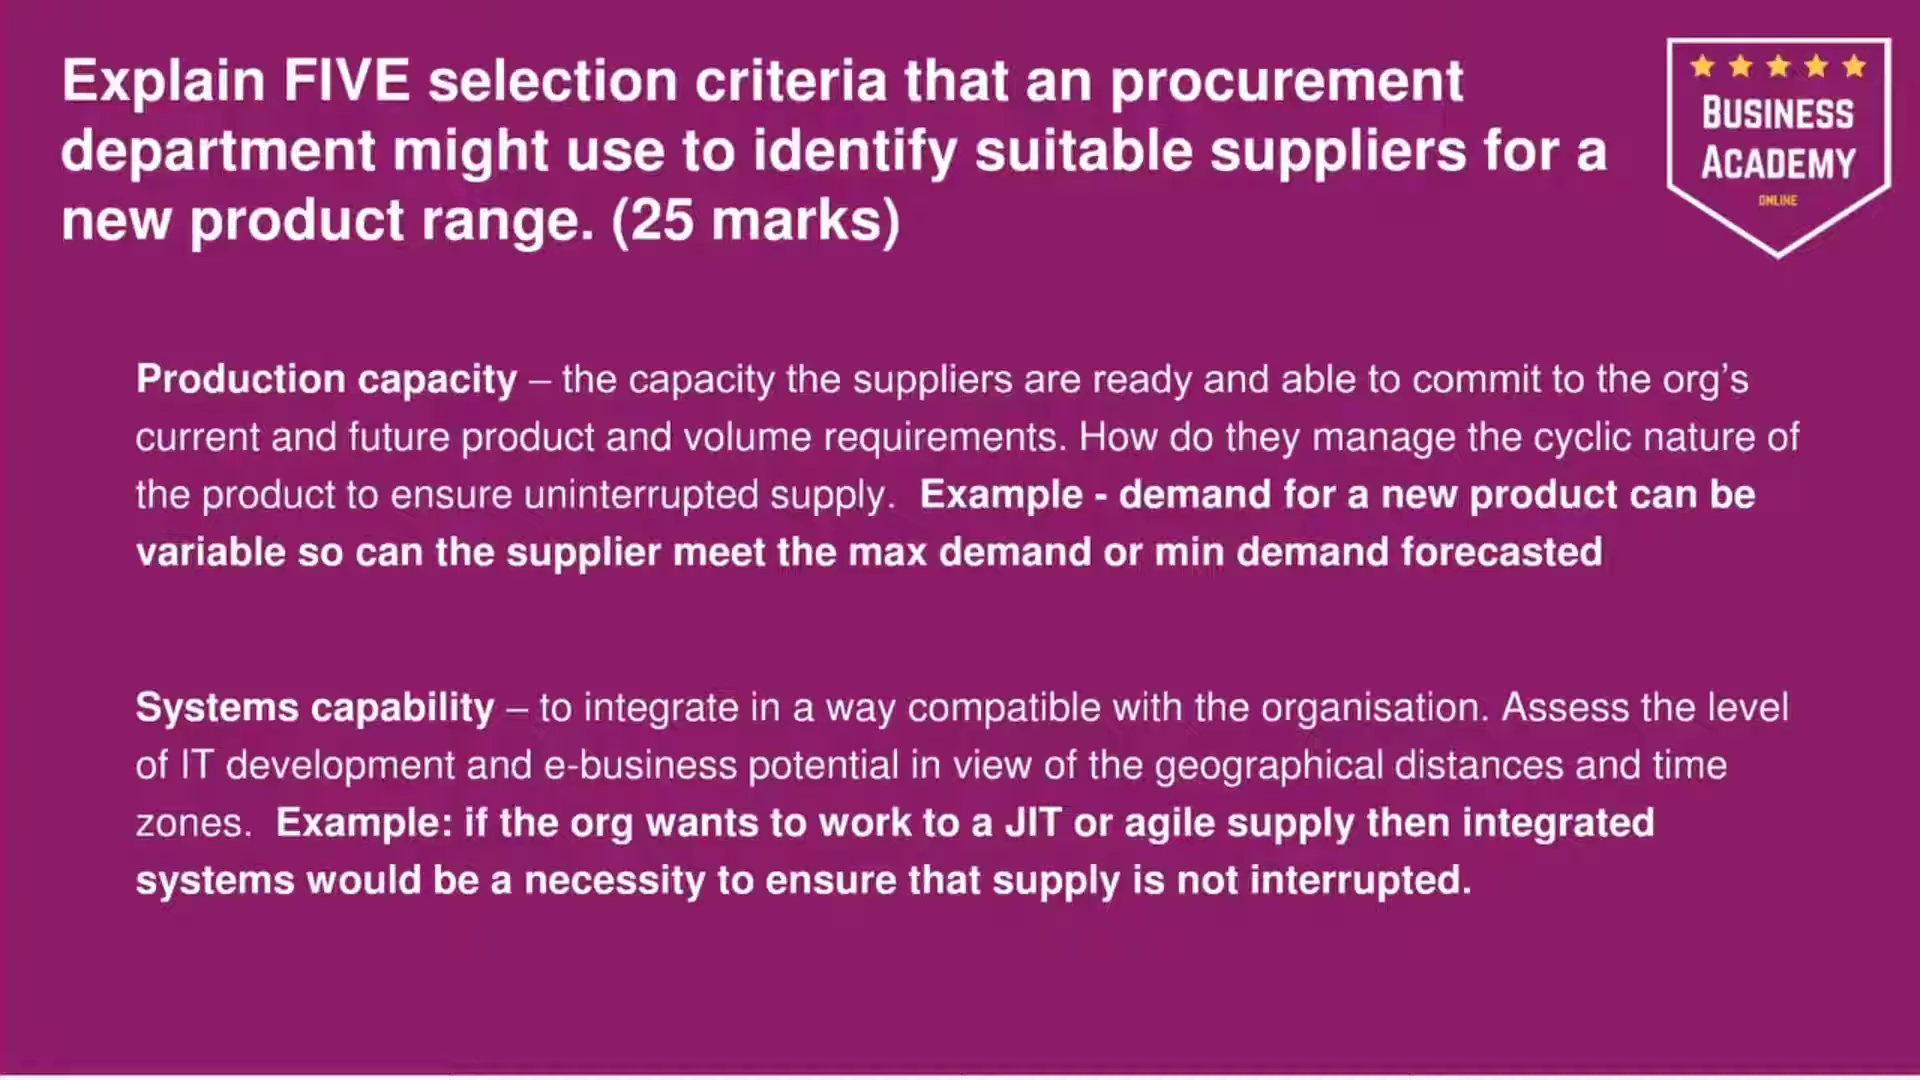 Explain FIVE selection criteria that an procurement
department might use to identify suitable suppliers for a
new product range. (25 marks)
BUSINESS
ACADEMY
ONLINE
Production capacity – the capacity the suppliers are ready and able to commit to the org’s
current and future product and volume requirements. How do they manage the cyclic nature of
the product to ensure uninterrupted supply.  Example - demand for a new product can be
variable so can the supplier meet the max demand or min demand forecasted
Systems capability – to integrate in a way compatible with the organisation. Assess the level
of IT development and e-business potential in view of the geographical distances and time
zones.  Example: if the org wants to work to a JIT or agile supply then integrated
systems would be a necessity to ensure that supply is not interrupted.